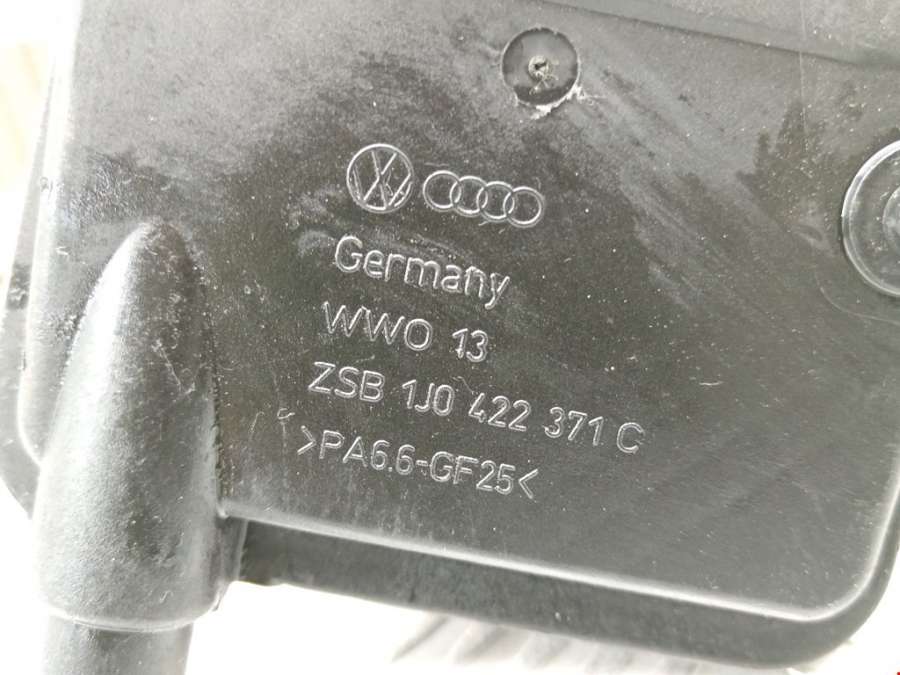 Germany
WWO 13
ZSB 1J0 422 371 C
>PA6.6-GF25<